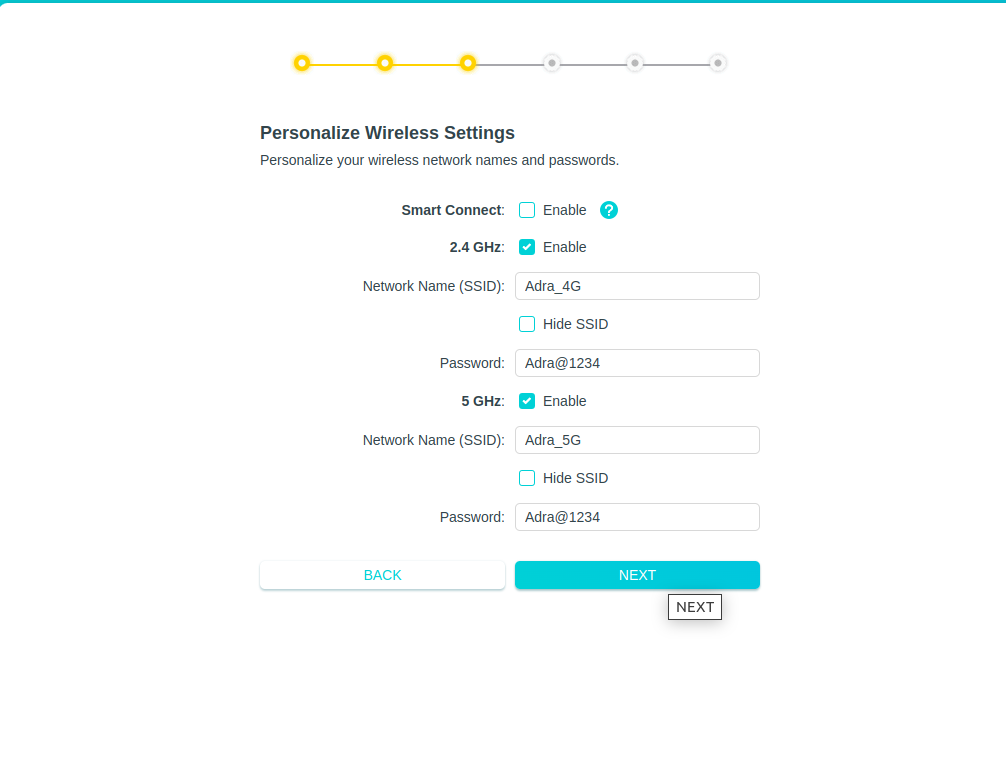 Personalize Wireless Settings
Personalize your wireless network names and passwords.
Smart Connect: Enable ?
2.4 GHz: Enable
Network Name (SSID): Adra_4G
Hide SSID
Password: Adra@1234
5 GHz: Enable
Network Name (SSID): Adra_5G
Hide SSID
Password: Adra@1234
BACK NEXT
NEXT